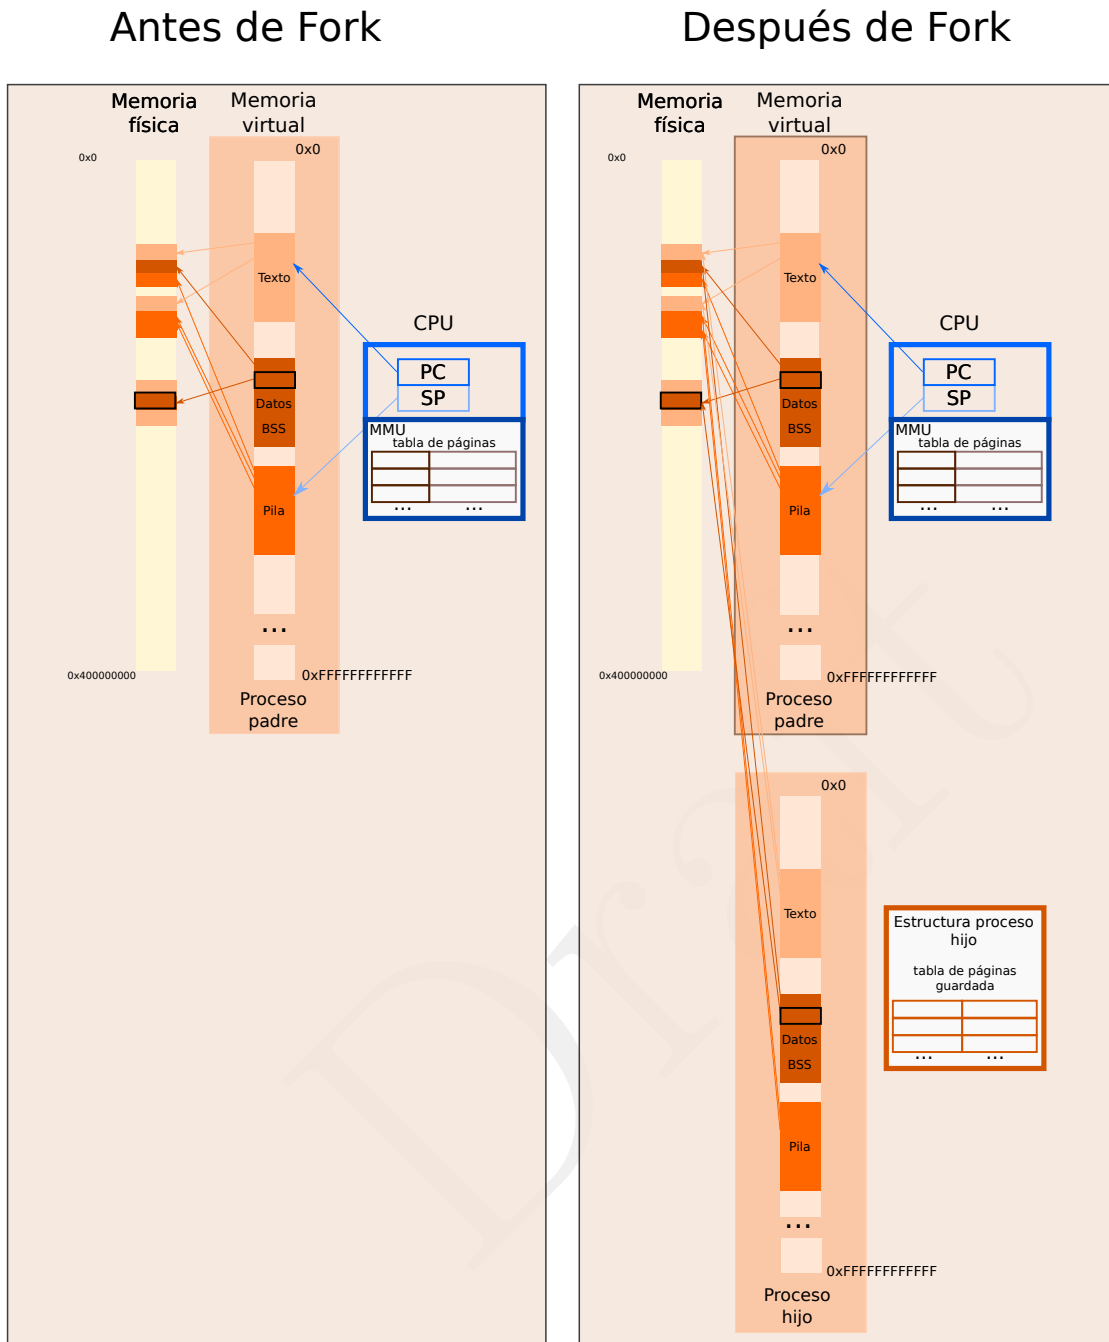 Antes de Fork
Memoria
física
Memoria
virtual
0x0
0x0
Texto
CPU
PC
SP
Datos
BSS
MMU
tabla de páginas
... ...
Pila
...
0x400000000
0xFFFFFFFFFFFF
Proceso
padre
Después de Fork
Memoria
física
Memoria
virtual
0x0
0x0
Texto
CPU
PC
SP
Datos
BSS
MMU
tabla de páginas
... ...
Pila
...
0x400000000
0xFFFFFFFFFFFF
Proceso
padre
0x0
Texto
Estructura proceso
hijo
tabla de páginas
guardada
... ...
Datos
BSS
Pila
...
0xFFFFFFFFFFFF
Proceso
hijo
Draft